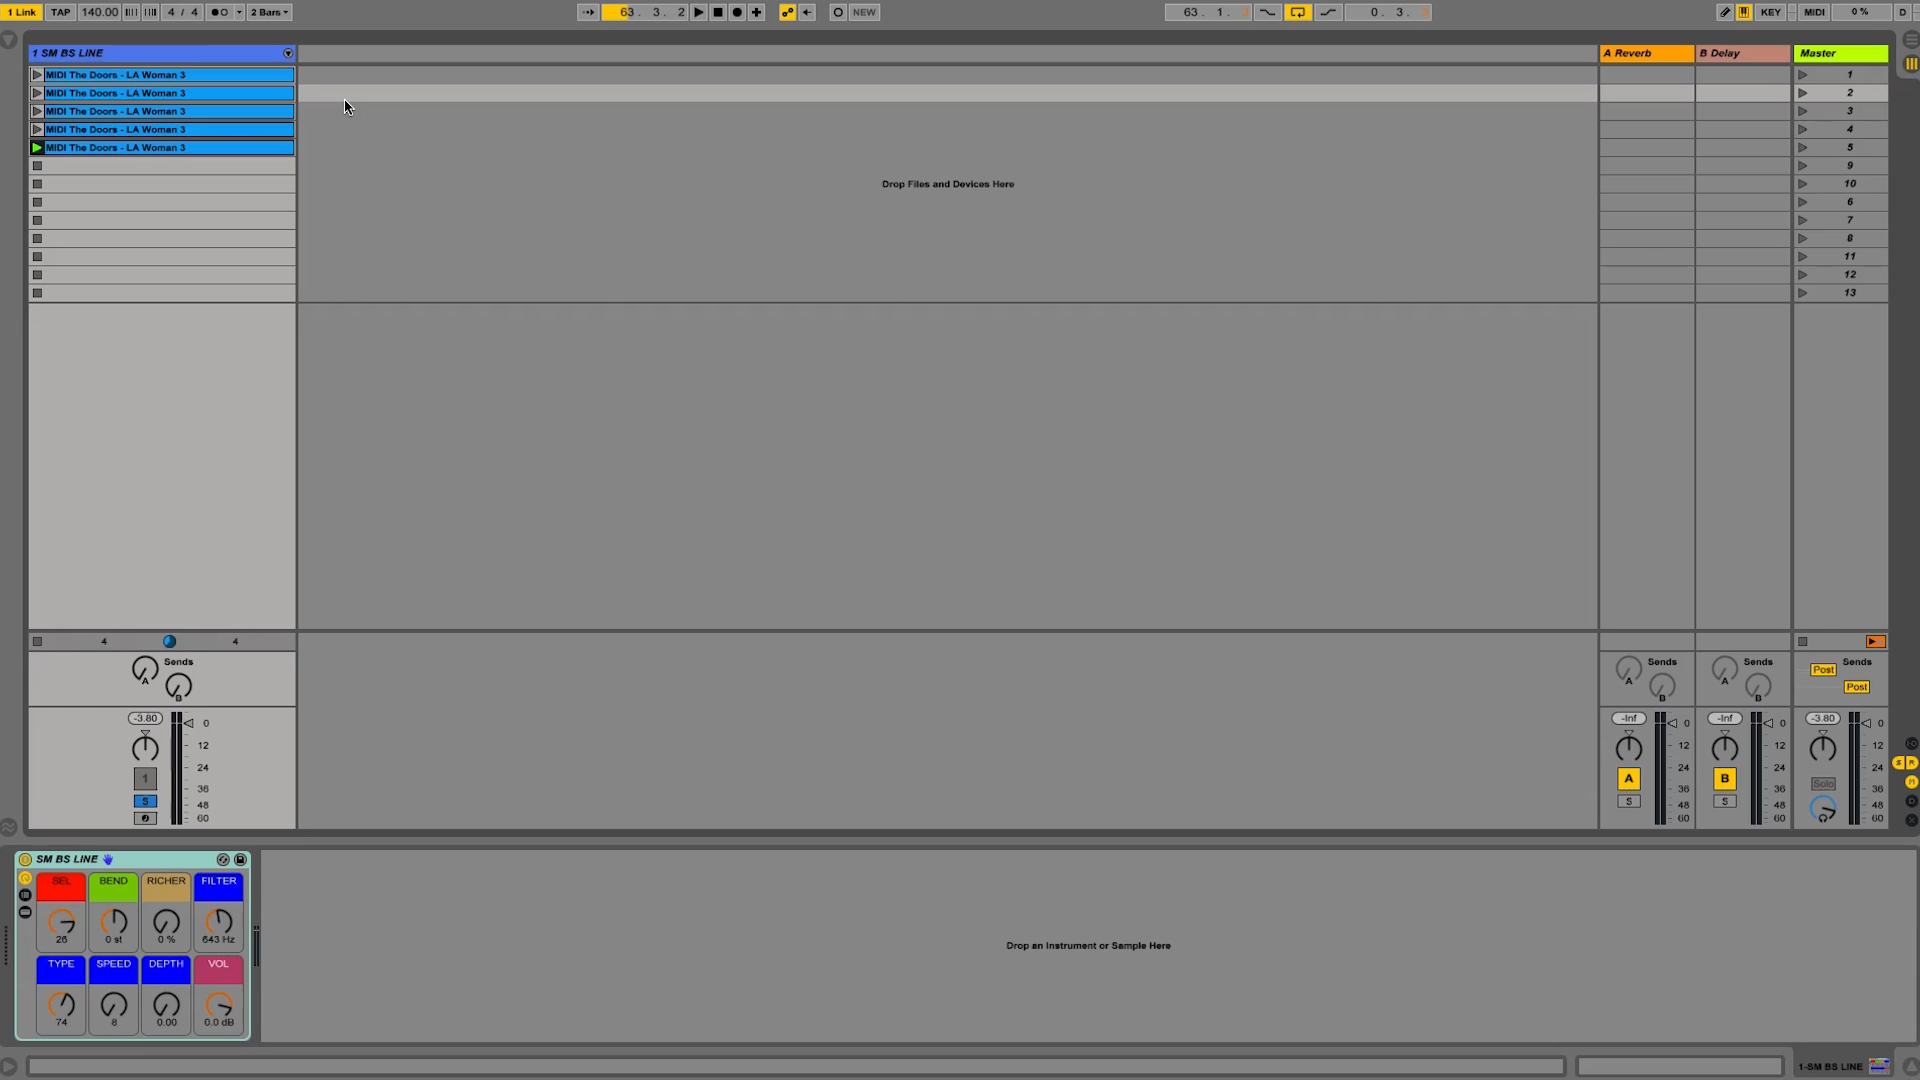 1 Link TAP 140.00 4 / 4 2 Bars 63. 3. 2 NEW 63. 1. 3 0. 3. 3 KEY MIDI 0 % D
1 SM BS LINE A Reverb B Delay Master
MIDI The Doors - LA Woman 3 1
MIDI The Doors - LA Woman 3 2
MIDI The Doors - LA Woman 3 3
MIDI The Doors - LA Woman 3 4
MIDI The Doors - LA Woman 3 5
9
Drop Files and Devices Here 10
6
7
8
11
12
13
4 4
Sends Sends Sends Sends
A A A Post
B B B Post
-3.80 0 -Inf 0 -Inf 0 -3.80 0
12 12 12 12
24 24 24 24
1 A B Solo
36 36 36 36
S S S
48 48 48 48
60 60 60 60
S R
M
SM BS LINE
SEL BEND RICHER FILTER
26 0 st 0 % 643 Hz
Drop an Instrument or Sample Here
TYPE SPEED DEPTH VOL
74 8 0.00 0.0 dB
1-SM BS LINE